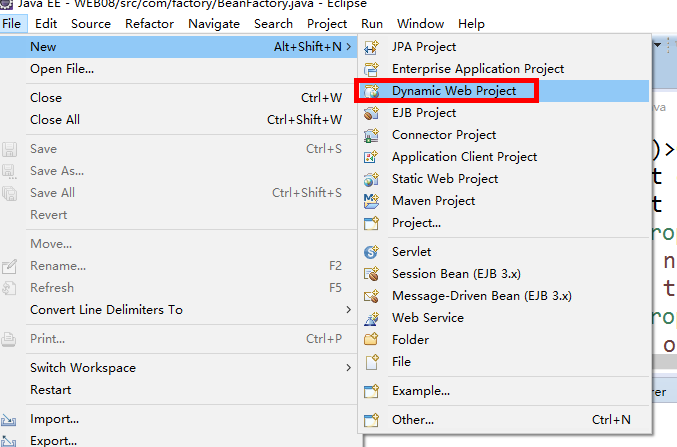 Java EE - WEB08/src/com/factory/BeanFactory.java - Eclipse
File Edit Source Refactor Navigate Search Project Run Window Help
New Alt+Shift+N >
Open File...
Close Ctrl+W
Close All Ctrl+Shift+W
Save Ctrl+S
Save As...
Save All Ctrl+Shift+S
Revert
Move...
Rename... F2
Refresh F5
Convert Line Delimiters To >
Print... Ctrl+P
Switch Workspace >
Restart
Import...
Export...
JPA Project
Enterprise Application Project
Dynamic Web Project
EJB Project
Connector Project
Application Client Project
Static Web Project
Maven Project
Project...
Servlet
Session Bean (EJB 3.x)
Message-Driven Bean (EJB 3.x)
Web Service
Folder
File
Example...
Other... Ctrl+N
ava
)>
t
t
rop
n
t
rop
o
rer